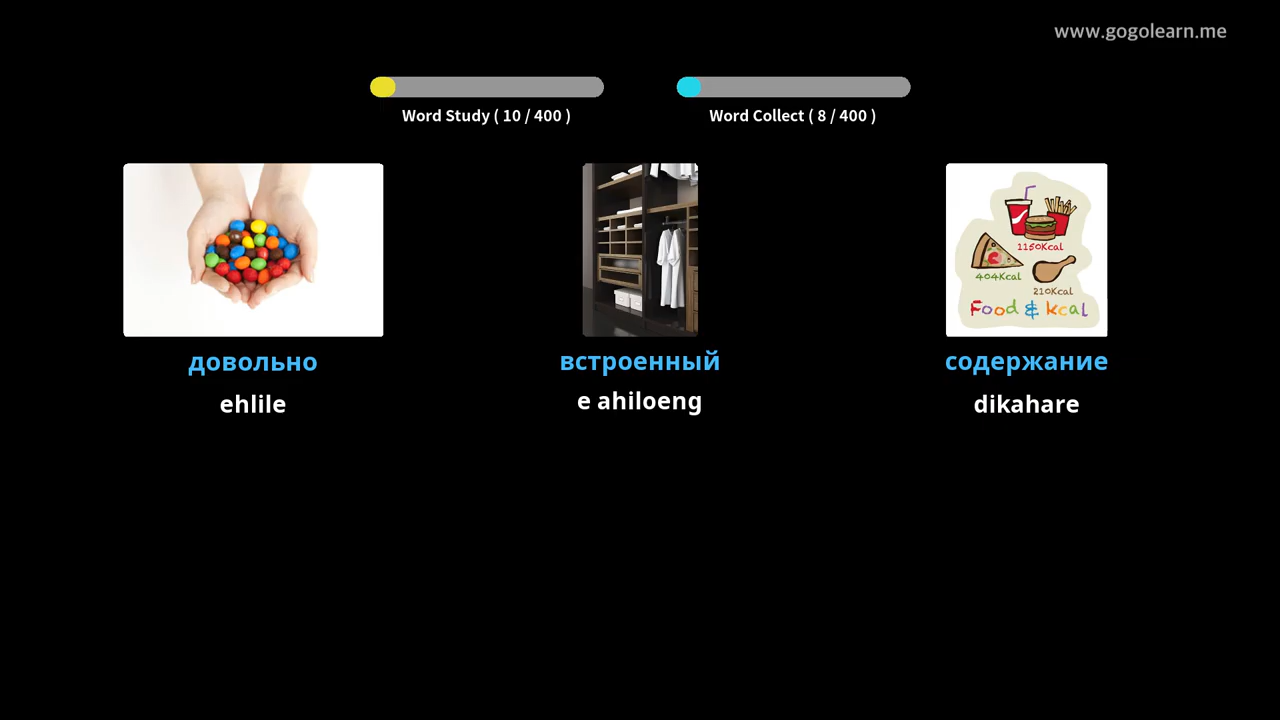 www.gogolearn.me
Word Study ( 10 / 400 )
Word Collect ( 8 / 400 )
1150Kcal
404Kcal
210Kcal
Food & kcal
довольно
встроенный
содержание
ehlile
e ahiloeng
dikahare